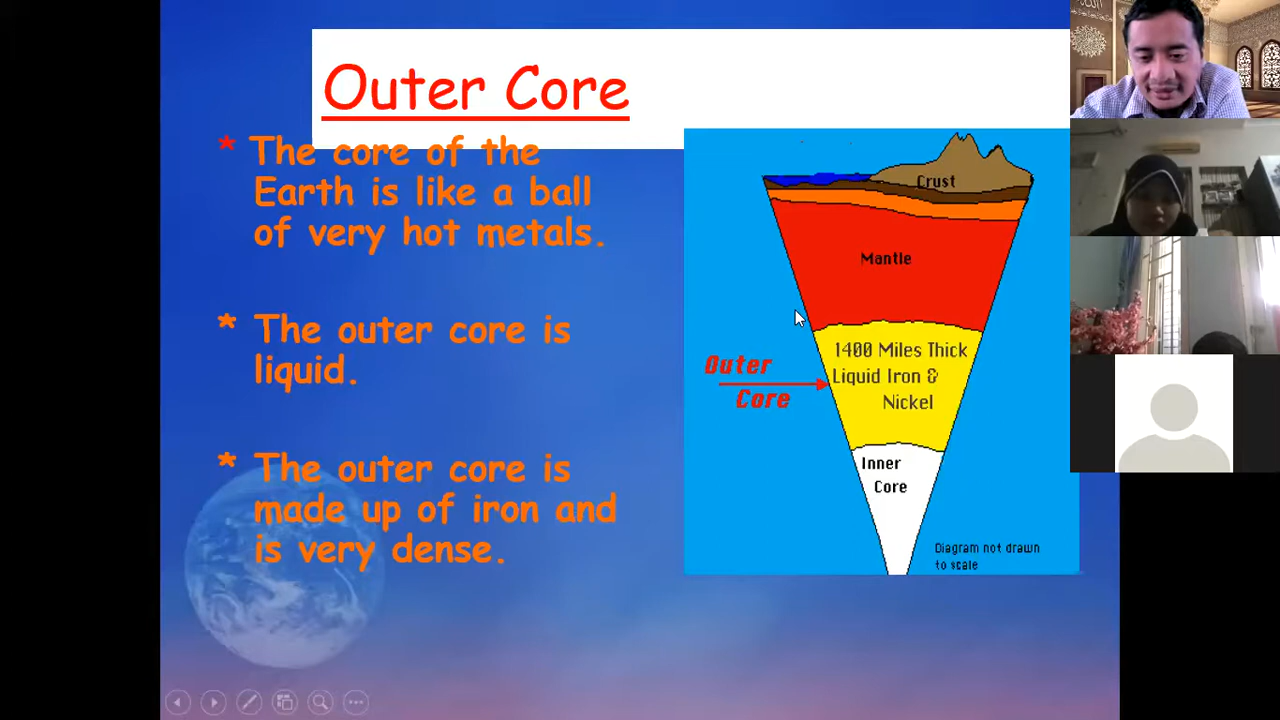 Outer Core
* The core of the
Earth is like a ball
of very hot metals.
* The outer core is
liquid.
* The outer core is
made up of iron and
is very dense.
Crust
Mantle
1400 Miles Thick
Liquid Iron &
Nickel
Outer
Core
Inner
Core
Diagram not drawn
to scale